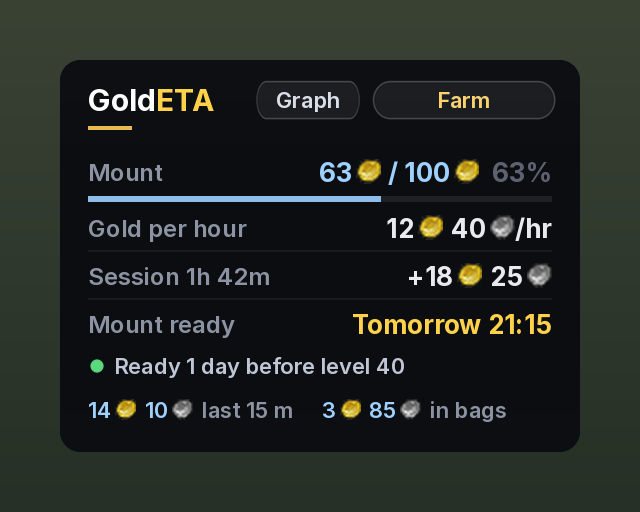 GoldETA Graph Farm
Mount 63 / 100 63%
Gold per hour 12 40 /hr
Session 1h 42m +18 25
Mount ready Tomorrow 21:15
Ready 1 day before level 40
14 10 last 15 m 3 85 in bags